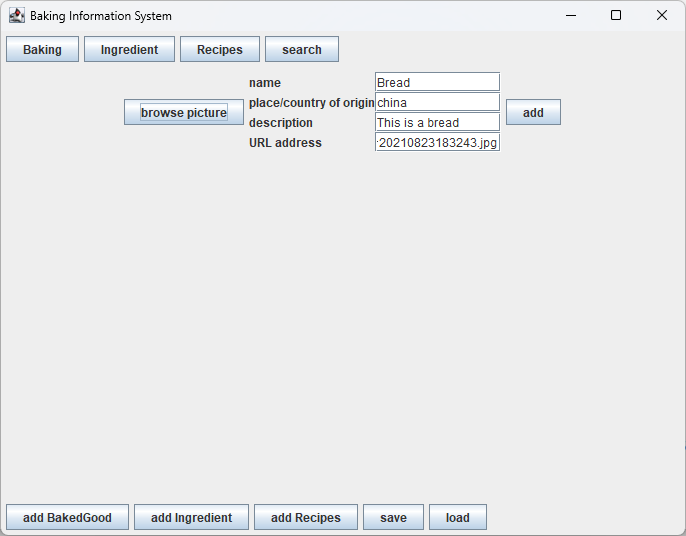 Baking Information System
Baking Ingredient Recipes search
name Bread
browse picture place/country of origin china add
description This is a bread
URL address 20210823183243.jpg
add BakedGood add Ingredient add Recipes save load